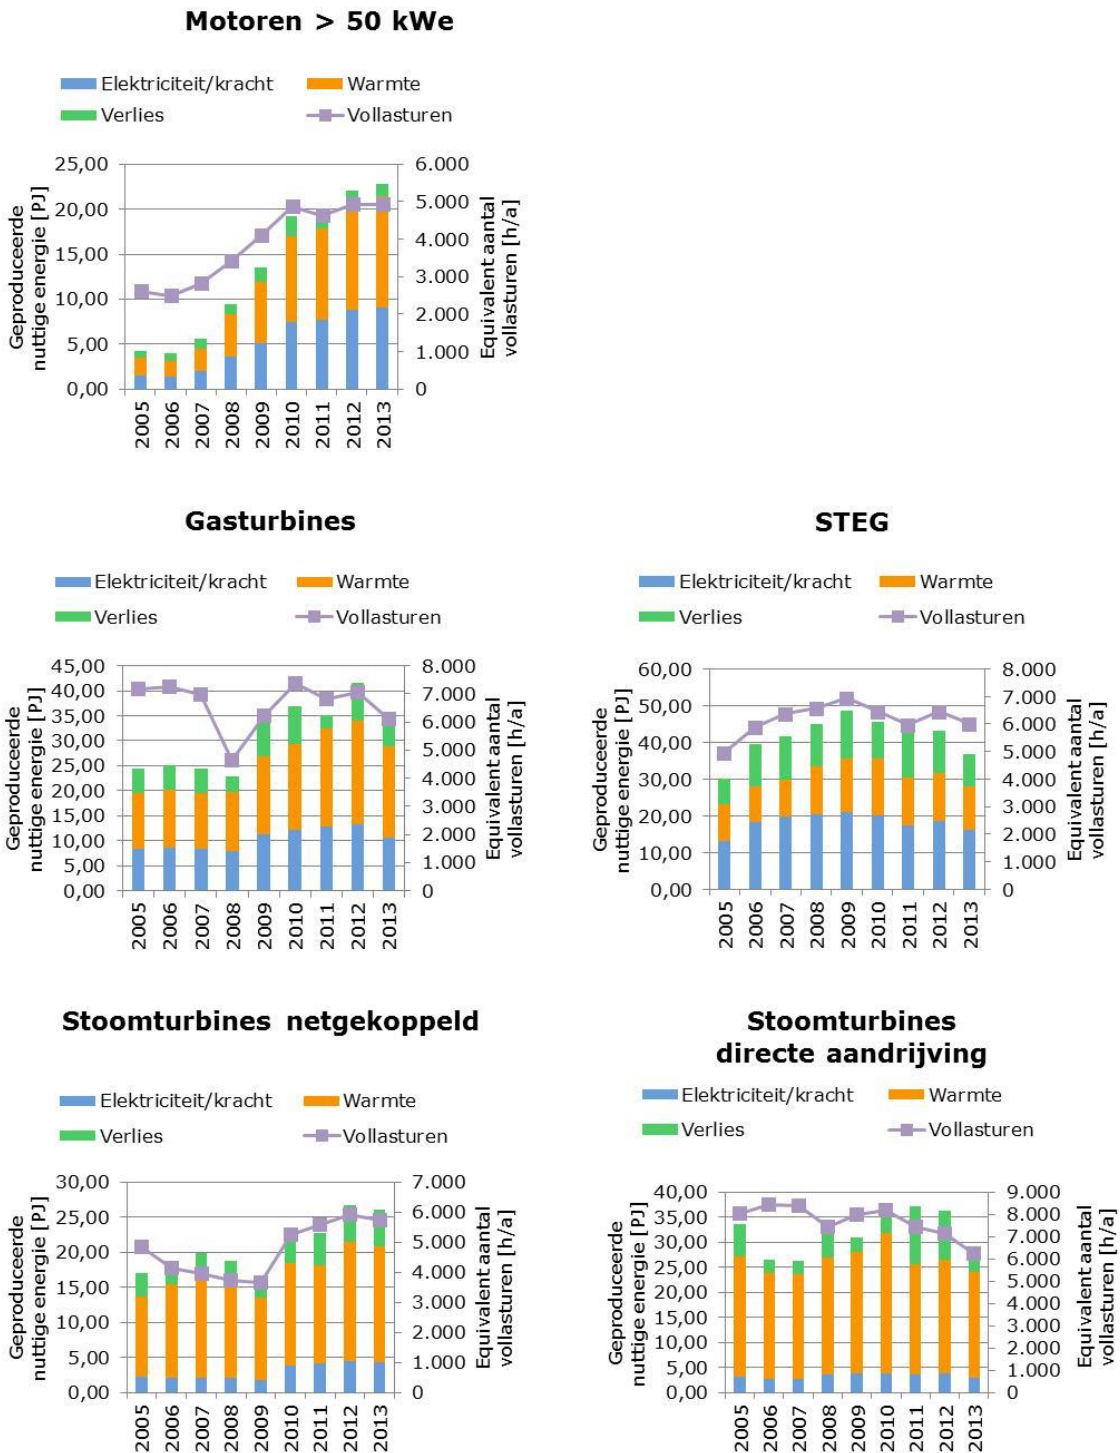 Motoren > 50 kWe
Elektriciteit/kracht Warmte
Verlies Vollasturen
Geproduceerde
nuttige energie [PJ]
25,00
20,00
15,00
10,00
5,00
0,00
6.000
5.000
4.000
3.000
2.000
1.000
0
Equivalent aantal
vollasturen [h/a]
2005 2006 2007 2008 2009 2010 2011 2012 2013
Gasturbines
Elektriciteit/kracht Warmte
Verlies Vollasturen
Geproduceerde
nuttige energie [PJ]
45,00
40,00
35,00
30,00
25,00
20,00
15,00
10,00
5,00
0,00
8.000
7.000
6.000
5.000
4.000
3.000
2.000
1.000
0
Equivalent aantal
vollasturen [h/a]
2005 2006 2007 2008 2009 2010 2011 2012 2013
STEG
Elektriciteit/kracht Warmte
Verlies Vollasturen
Geproduceerde
nuttige energie [PJ]
60,00
50,00
40,00
30,00
20,00
10,00
0,00
8.000
7.000
6.000
5.000
4.000
3.000
2.000
1.000
0
Equivalent aantal
vollasturen [h/a]
2005 2006 2007 2008 2009 2010 2011 2012 2013
Stoomturbines netgekoppeld
Elektriciteit/kracht Warmte
Verlies Vollasturen
Geproduceerde
nuttige energie [PJ]
30,00
25,00
20,00
15,00
10,00
5,00
0,00
7.000
6.000
5.000
4.000
3.000
2.000
1.000
0
Equivalent aantal
vollasturen [h/a]
2005 2006 2007 2008 2009 2010 2011 2012 2013
Stoomturbines
directe aandrijving
Elektriciteit/kracht Warmte
Verlies Vollasturen
Geproduceerde
nuttige energie [PJ]
40,00
35,00
30,00
25,00
20,00
15,00
10,00
5,00
0,00
9.000
8.000
7.000
6.000
5.000
4.000
3.000
2.000
1.000
0
Equivalent aantal
vollasturen [h/a]
2005 2006 2007 2008 2009 2010 2011 2012 2013